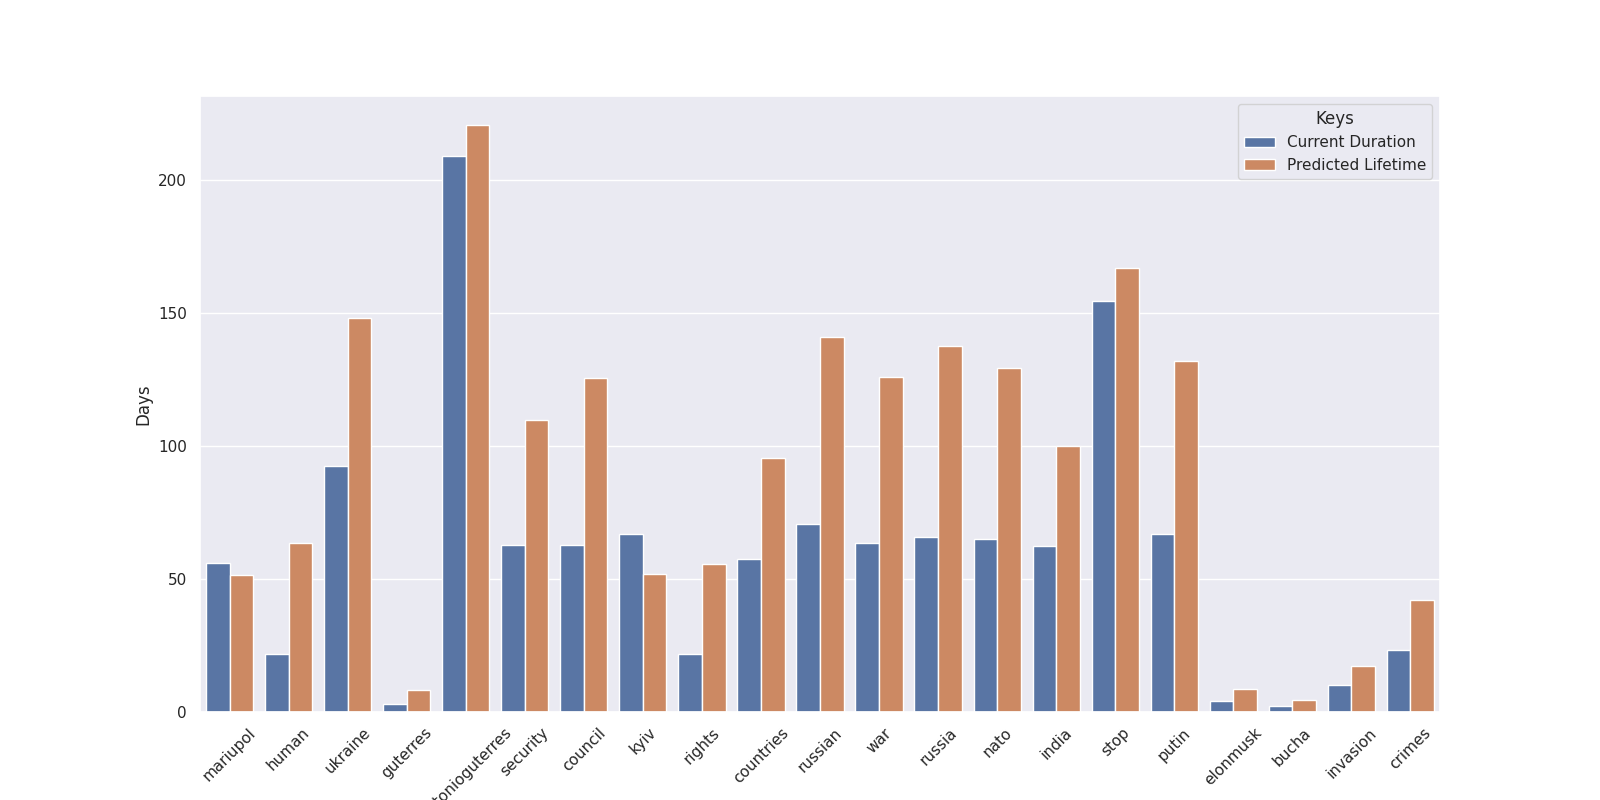 Keys
Current Duration
Predicted Lifetime
Days
200
150
100
50
0
mariupol
human
ukraine
guterres
tonioguterres
security
council
kyiv
rights
countries
russian
war
russia
nato
india
stop
putin
elonmusk
bucha
invasion
crimes